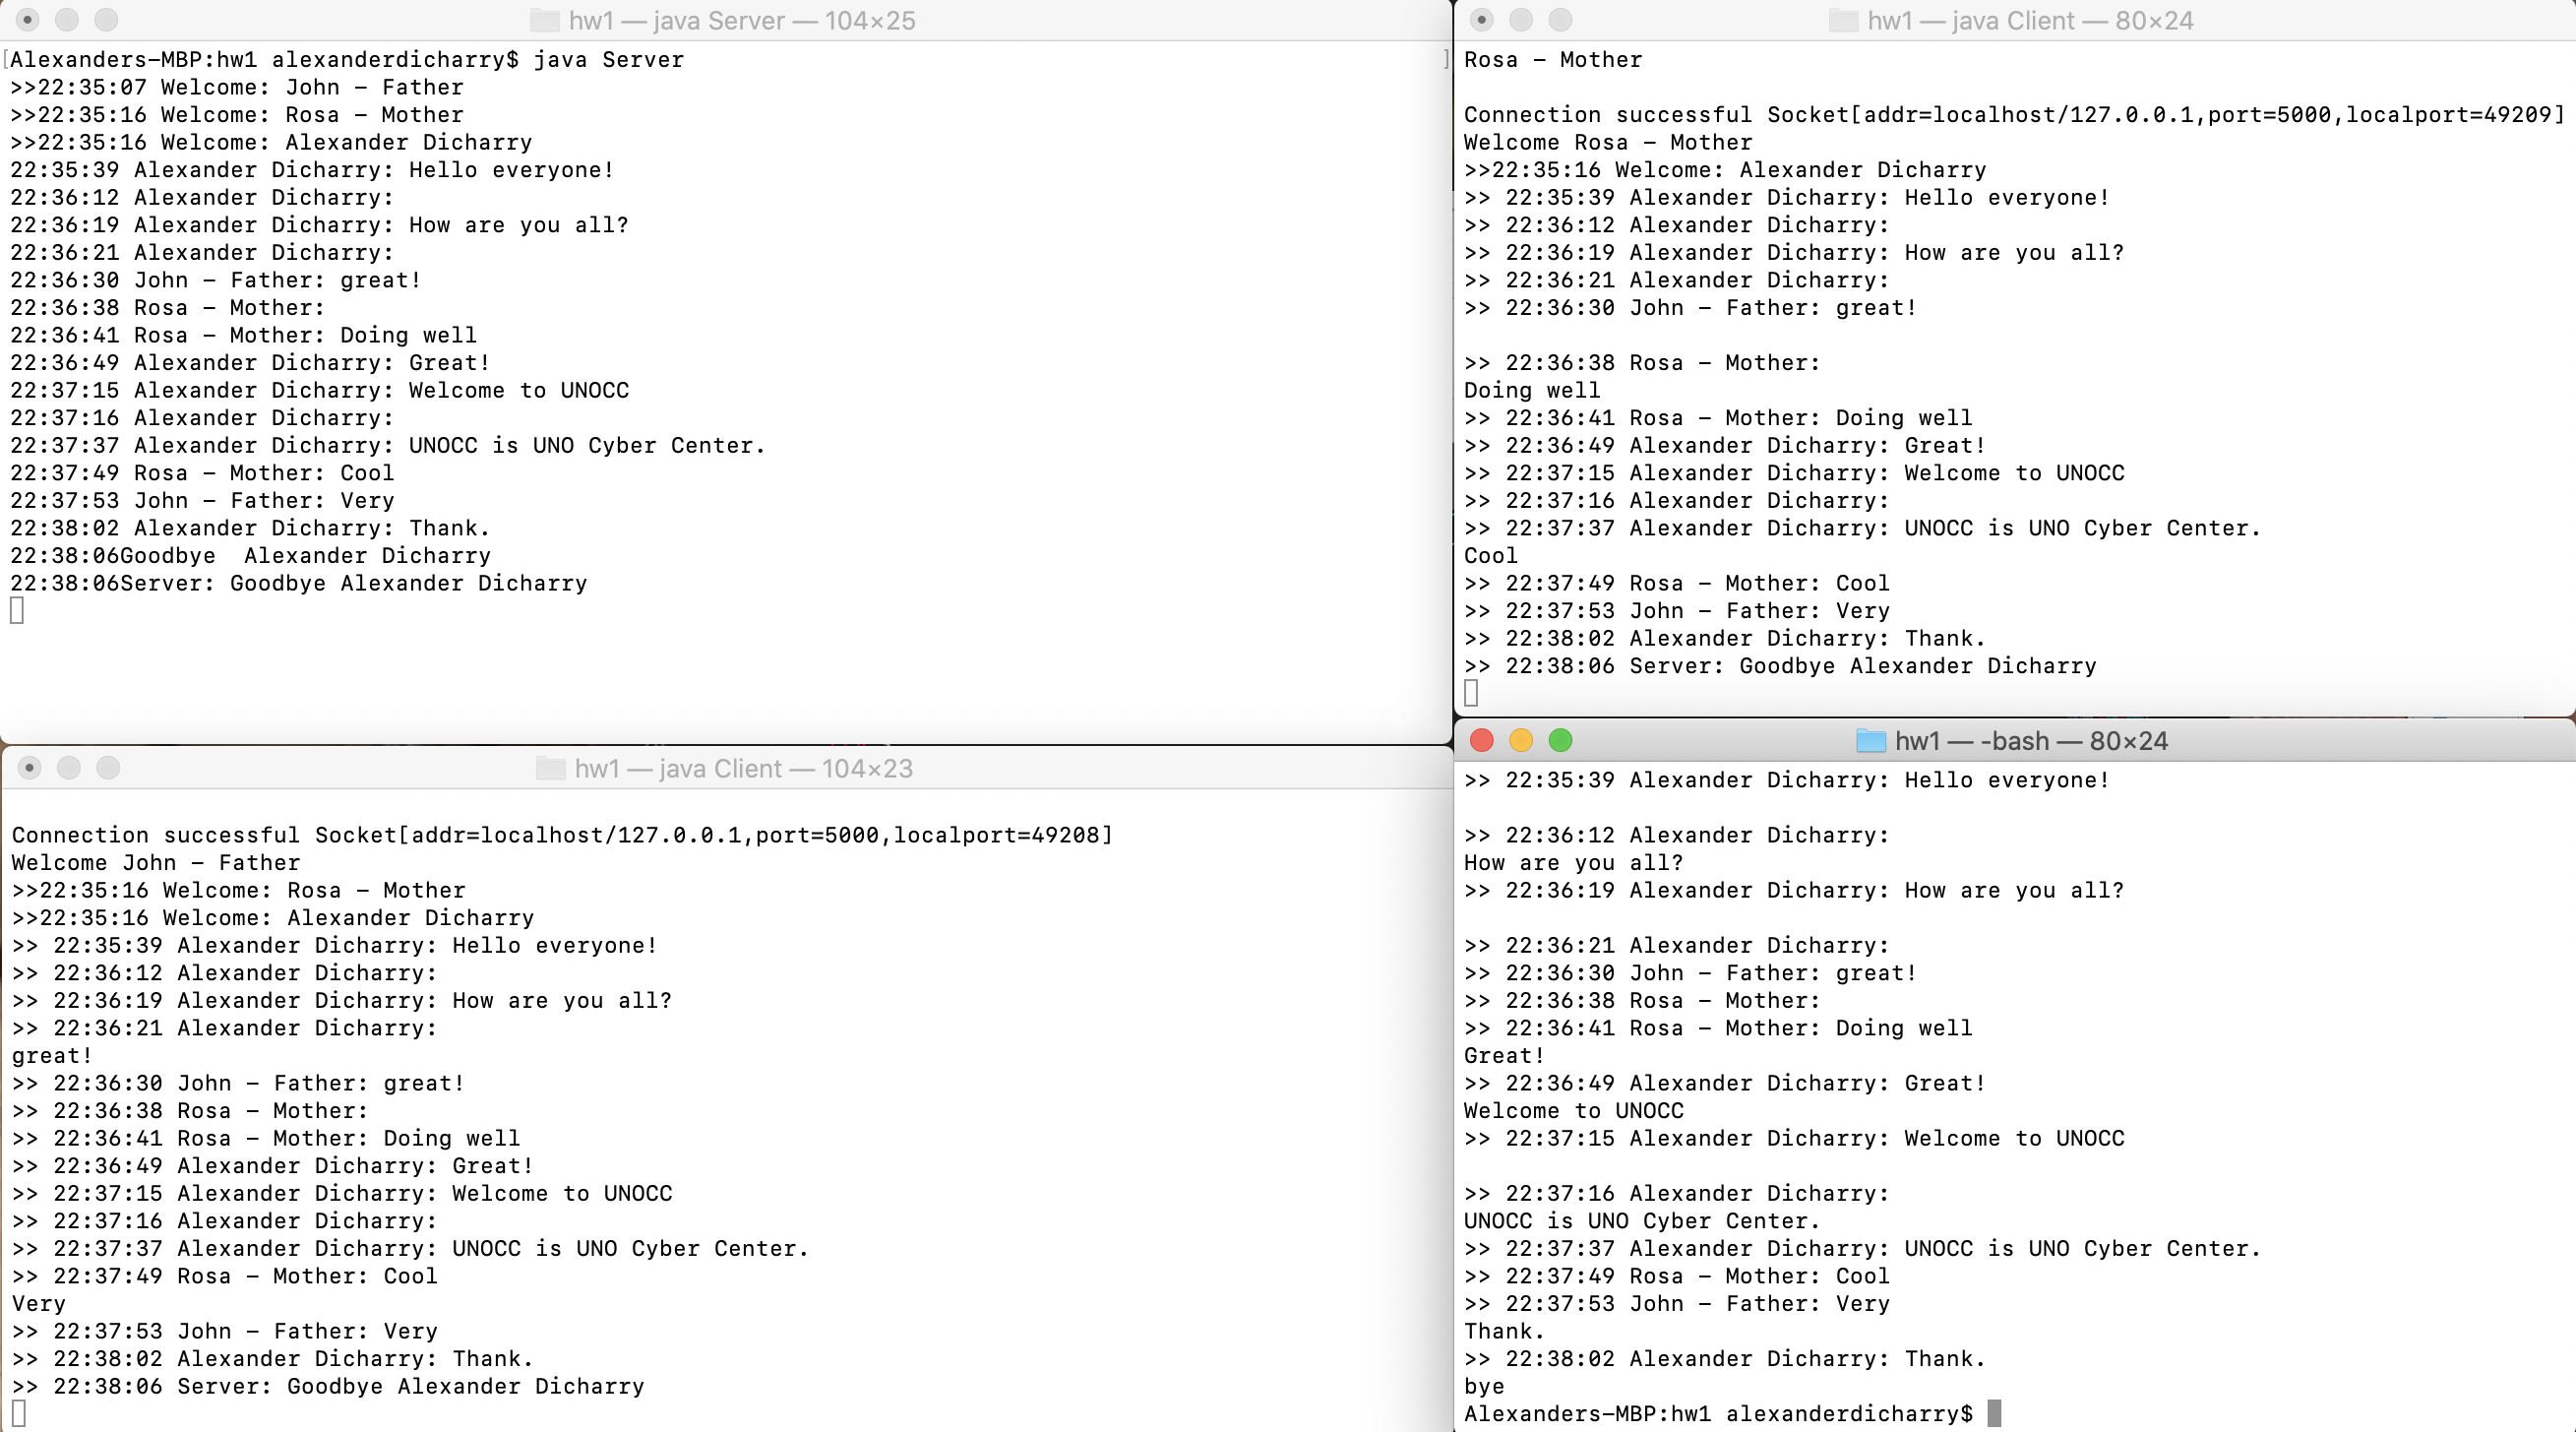 hw1 — java Server — 104×25
[Alexanders-MBP:hw1 alexanderdicharry$ java Server ]
>>22:35:07 Welcome: John - Father
>>22:35:16 Welcome: Rosa - Mother
>>22:35:16 Welcome: Alexander Dicharry
22:35:39 Alexander Dicharry: Hello everyone!
22:36:12 Alexander Dicharry:
22:36:19 Alexander Dicharry: How are you all?
22:36:21 Alexander Dicharry:
22:36:30 John - Father: great!
22:36:38 Rosa - Mother:
22:36:41 Rosa - Mother: Doing well
22:36:49 Alexander Dicharry: Great!
22:37:15 Alexander Dicharry: Welcome to UNOCC
22:37:16 Alexander Dicharry:
22:37:37 Alexander Dicharry: UNOCC is UNO Cyber Center.
22:37:49 Rosa - Mother: Cool
22:37:53 John - Father: Very
22:38:02 Alexander Dicharry: Thank.
22:38:06Goodbye  Alexander Dicharry
22:38:06Server: Goodbye Alexander Dicharry
hw1 — java Client — 80×24
Rosa - Mother
Connection successful Socket[addr=localhost/127.0.0.1,port=5000,localport=49209]
Welcome Rosa - Mother
>>22:35:16 Welcome: Alexander Dicharry
>> 22:35:39 Alexander Dicharry: Hello everyone!
>> 22:36:12 Alexander Dicharry:
>> 22:36:19 Alexander Dicharry: How are you all?
>> 22:36:21 Alexander Dicharry:
>> 22:36:30 John - Father: great!
>> 22:36:38 Rosa - Mother:
Doing well
>> 22:36:41 Rosa - Mother: Doing well
>> 22:36:49 Alexander Dicharry: Great!
>> 22:37:15 Alexander Dicharry: Welcome to UNOCC
>> 22:37:16 Alexander Dicharry:
>> 22:37:37 Alexander Dicharry: UNOCC is UNO Cyber Center.
Cool
>> 22:37:49 Rosa - Mother: Cool
>> 22:37:53 John - Father: Very
>> 22:38:02 Alexander Dicharry: Thank.
>> 22:38:06 Server: Goodbye Alexander Dicharry
hw1 — java Client — 104×23
Connection successful Socket[addr=localhost/127.0.0.1,port=5000,localport=49208]
Welcome John - Father
>>22:35:16 Welcome: Rosa - Mother
>>22:35:16 Welcome: Alexander Dicharry
>> 22:35:39 Alexander Dicharry: Hello everyone!
>> 22:36:12 Alexander Dicharry:
>> 22:36:19 Alexander Dicharry: How are you all?
>> 22:36:21 Alexander Dicharry:
great!
>> 22:36:30 John - Father: great!
>> 22:36:38 Rosa - Mother:
>> 22:36:41 Rosa - Mother: Doing well
>> 22:36:49 Alexander Dicharry: Great!
>> 22:37:15 Alexander Dicharry: Welcome to UNOCC
>> 22:37:16 Alexander Dicharry:
>> 22:37:37 Alexander Dicharry: UNOCC is UNO Cyber Center.
>> 22:37:49 Rosa - Mother: Cool
Very
>> 22:37:53 John - Father: Very
>> 22:38:02 Alexander Dicharry: Thank.
>> 22:38:06 Server: Goodbye Alexander Dicharry
hw1 — -bash — 80×24
>> 22:35:39 Alexander Dicharry: Hello everyone!
>> 22:36:12 Alexander Dicharry:
How are you all?
>> 22:36:19 Alexander Dicharry: How are you all?
>> 22:36:21 Alexander Dicharry:
>> 22:36:30 John - Father: great!
>> 22:36:38 Rosa - Mother:
>> 22:36:41 Rosa - Mother: Doing well
Great!
>> 22:36:49 Alexander Dicharry: Great!
Welcome to UNOCC
>> 22:37:15 Alexander Dicharry: Welcome to UNOCC
>> 22:37:16 Alexander Dicharry:
UNOCC is UNO Cyber Center.
>> 22:37:37 Alexander Dicharry: UNOCC is UNO Cyber Center.
>> 22:37:49 Rosa - Mother: Cool
>> 22:37:53 John - Father: Very
Thank.
>> 22:38:02 Alexander Dicharry: Thank.
bye
Alexanders-MBP:hw1 alexanderdicharry$